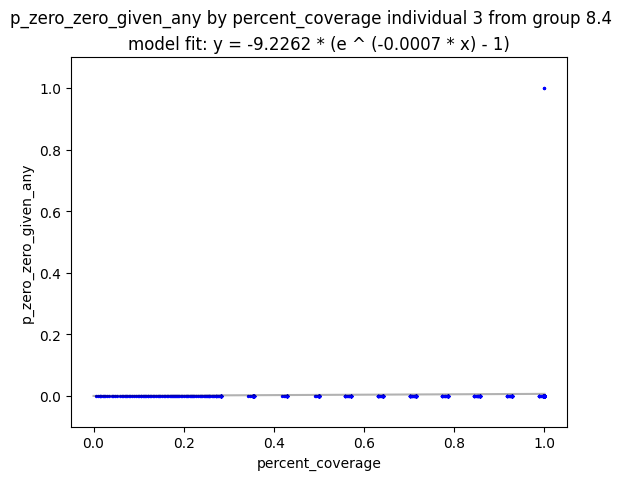 p_zero_zero_given_any by percent_coverage individual 3 from group 8.4
model fit: y = -9.2262 * (e ^ (-0.0007 * x) - 1)
1.0
0.8
0.6
0.4
0.2
0.0
p_zero_zero_given_any
0.0 0.2 0.4 0.6 0.8 1.0
percent_coverage